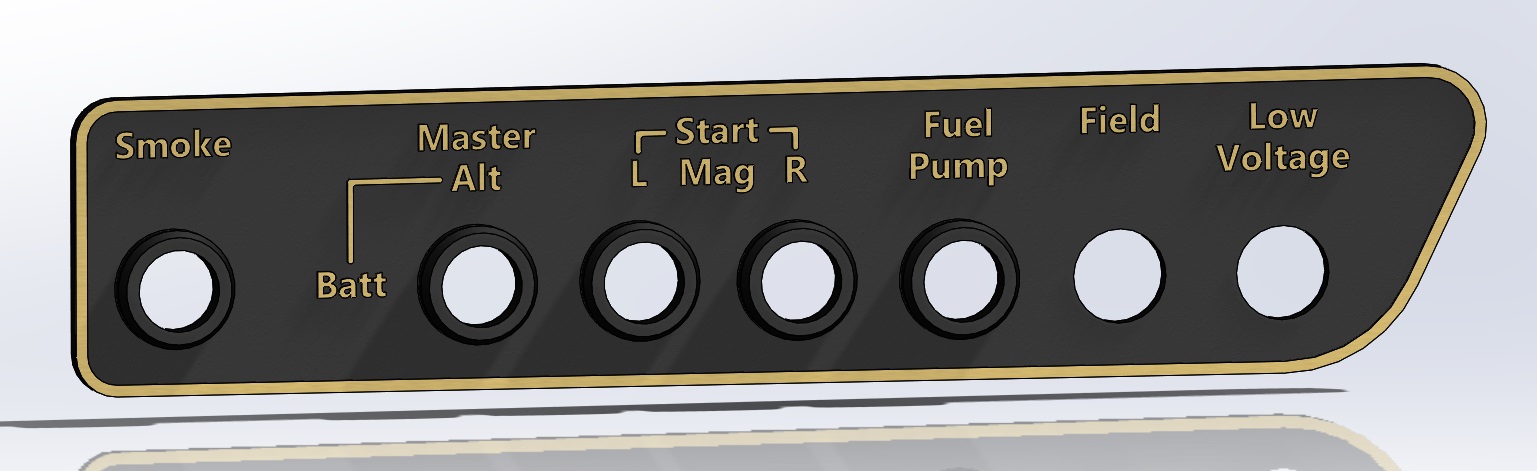 Smoke
Master
Alt
Batt
Start
L Mag R
Fuel
Pump
Field
Low
Voltage